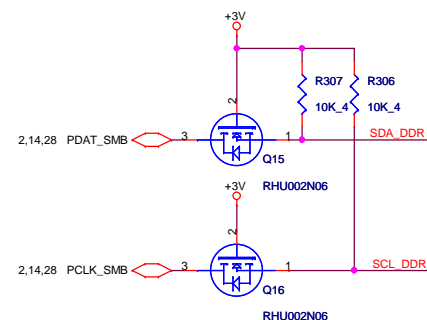 +3V
R307 R306
2
10K_4 10K_4
2,14,28 PDAT_SMB 3 1 SDA_DDR
Q15
RHU002N06
+3V
2
2,14,28 PCLK_SMB 3 1 SCL_DDR
Q16
RHU002N06